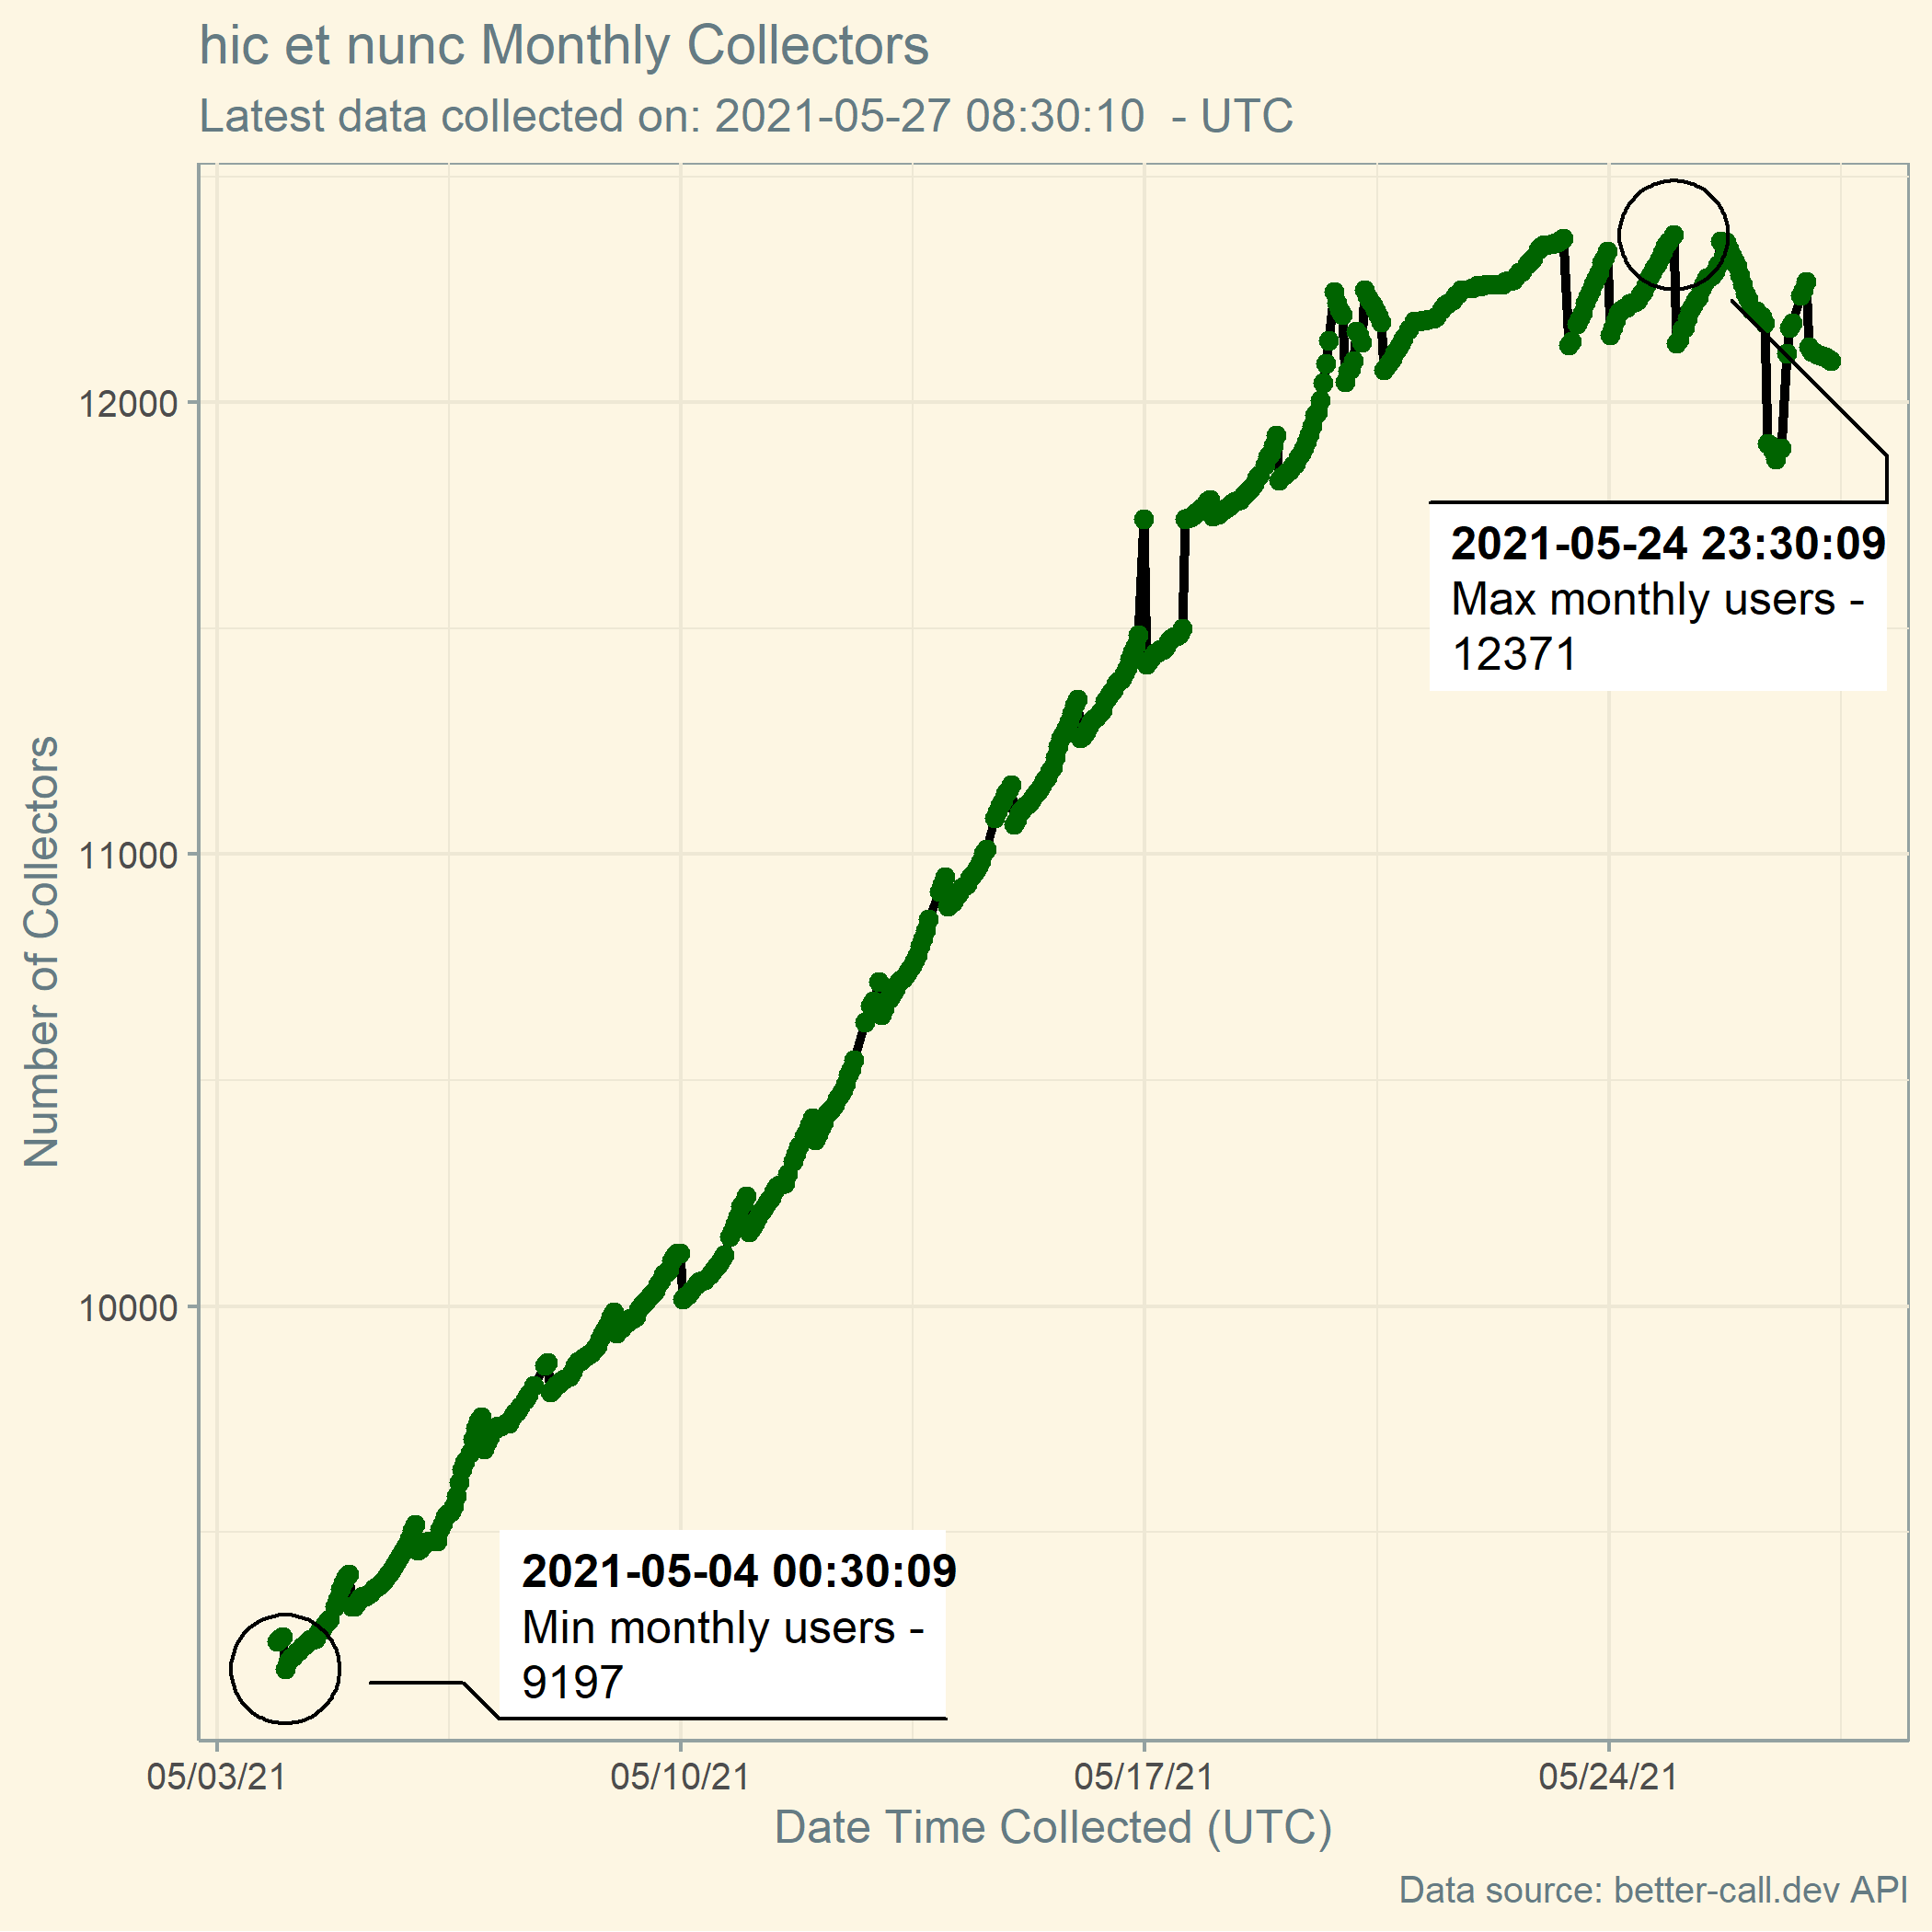 hic et nunc Monthly Collectors
Latest data collected on: 2021-05-27 08:30:10  - UTC
Number of Collectors
12000
11000
10000
2021-05-24 23:30:09
Max monthly users -
12371
2021-05-04 00:30:09
Min monthly users -
9197
05/03/21
05/10/21
05/17/21
05/24/21
Date Time Collected (UTC)
Data source: better-call.dev API